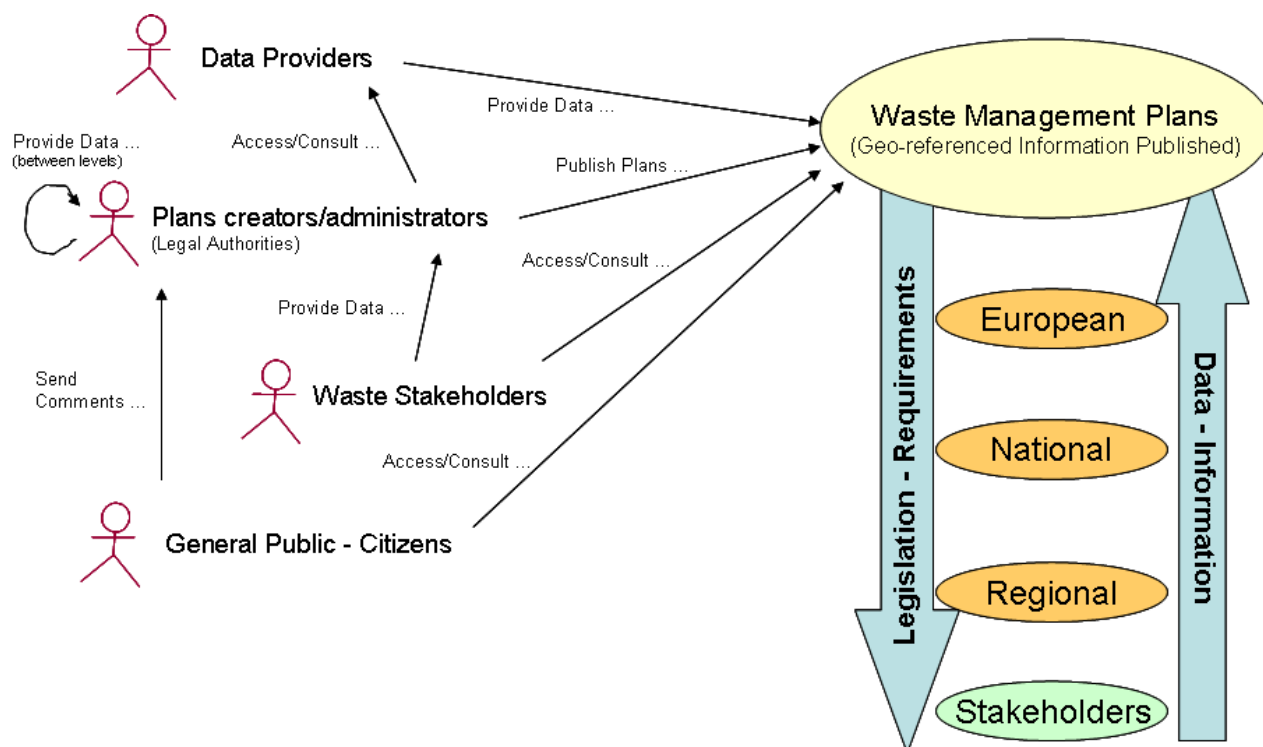 Data Providers
Provide Data ...
Waste Management Plans
(Geo-referenced Information Published)
Provide Data ...
(between levels)
Access/Consult ...
Publish Plans ...
Plans creators/administrators
(Legal Authorities)
Access/Consult ...
Provide Data ...
Send
Comments ...
Waste Stakeholders
Access/Consult ...
General Public - Citizens
Legislation - Requirements
European
National
Regional
Stakeholders
Data - Information